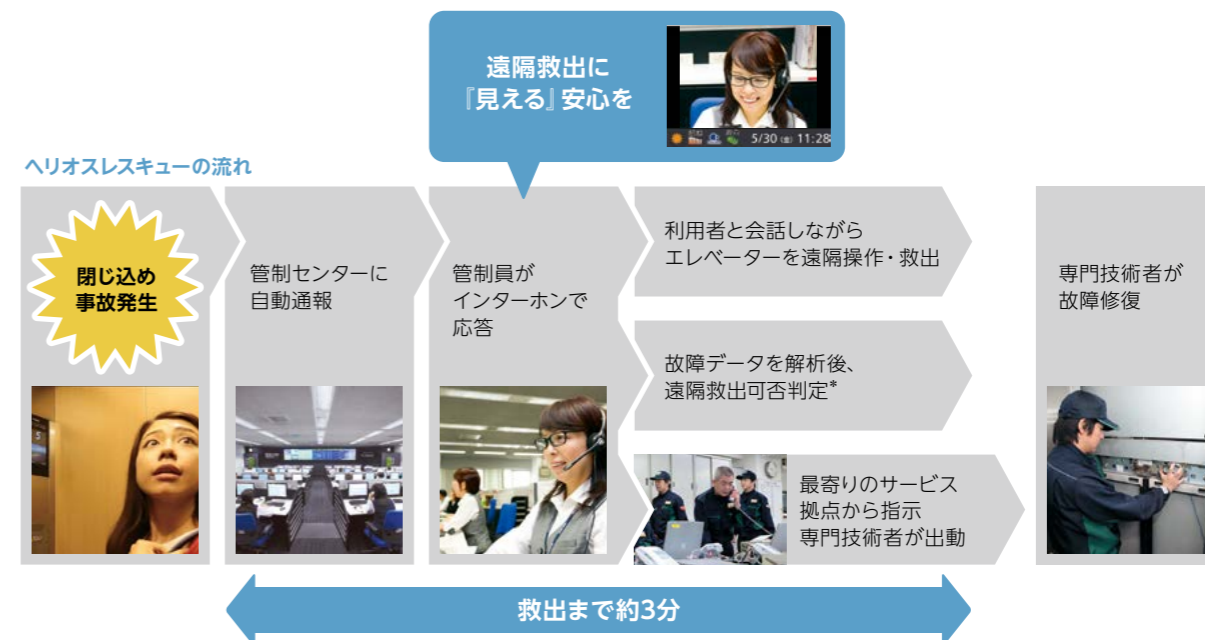 遠隔救出に
『見える』安心を
5/30(金) 11:28
ヘリオスレスキューの流れ
閉じ込め
事故発生
管制センターに
自動通報
管制員が
インターホンで
応答
利用者と会話しながら
エレベーターを遠隔操作・救出
故障データを解析後、
遠隔救出可否判定*
最寄りのサービス
拠点から指示
専門技術者が出動
専門技術者が
故障修復
救出まで約3分